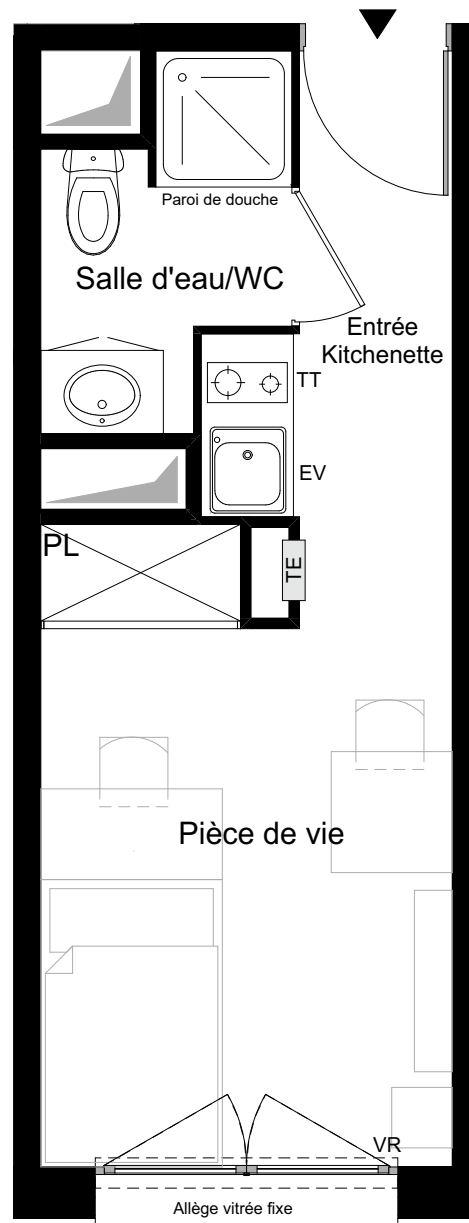 Paroi de douche
Salle d'eau/WC
Entrée
Kitchenette
TT
EV
PL
TE
Pièce de vie
VR
Allège vitrée fixe